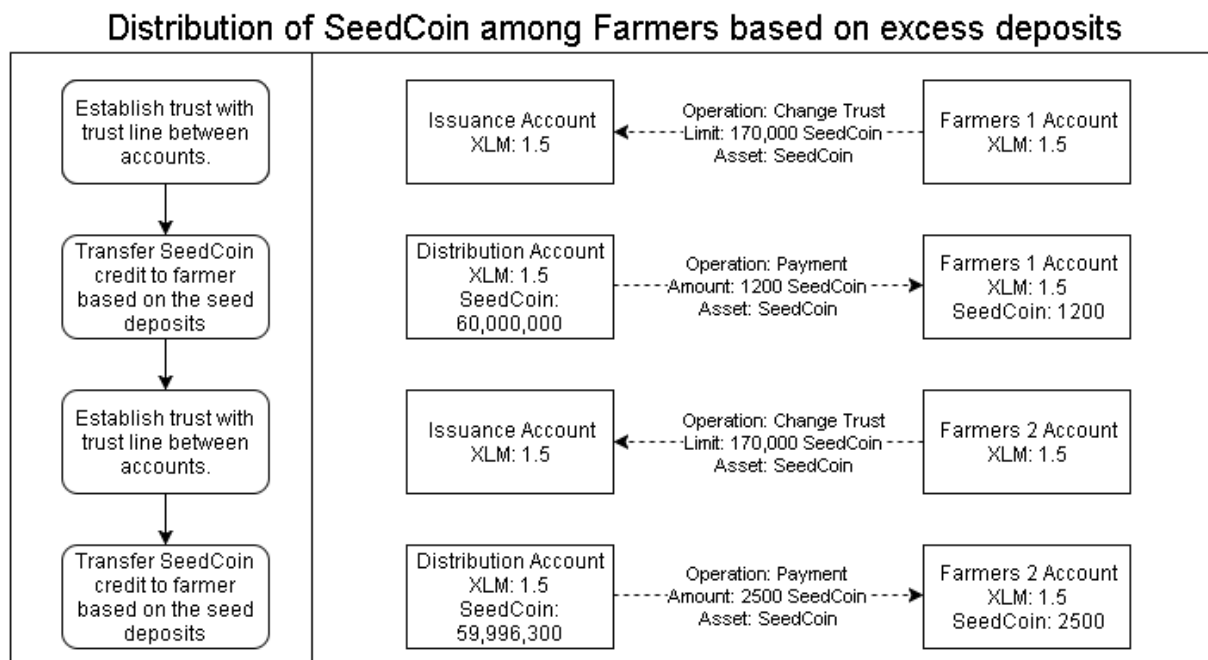 Distribution of SeedCoin among Farmers based on excess deposits
Establish trust with
trust line between
accounts.
Issuance Account
XLM: 1.5
Operation: Change Trust
Limit: 170,000 SeedCoin
Asset: SeedCoin
Farmers 1 Account
XLM: 1.5
Transfer SeedCoin
credit to farmer
based on the seed
deposits
Distribution Account
XLM: 1.5
SeedCoin:
60,000,000
Operation: Payment
Amount: 1200 SeedCoin
Asset: SeedCoin
Farmers 1 Account
XLM: 1.5
SeedCoin: 1200
Establish trust with
trust line between
accounts.
Issuance Account
XLM: 1.5
Operation: Change Trust
Limit: 170,000 SeedCoin
Asset: SeedCoin
Farmers 2 Account
XLM: 1.5
Transfer SeedCoin
credit to farmer
based on the seed
deposits
Distribution Account
XLM: 1.5
SeedCoin:
59,996,300
Operation: Payment
Amount: 2500 SeedCoin
Asset: SeedCoin
Farmers 2 Account
XLM: 1.5
SeedCoin: 2500